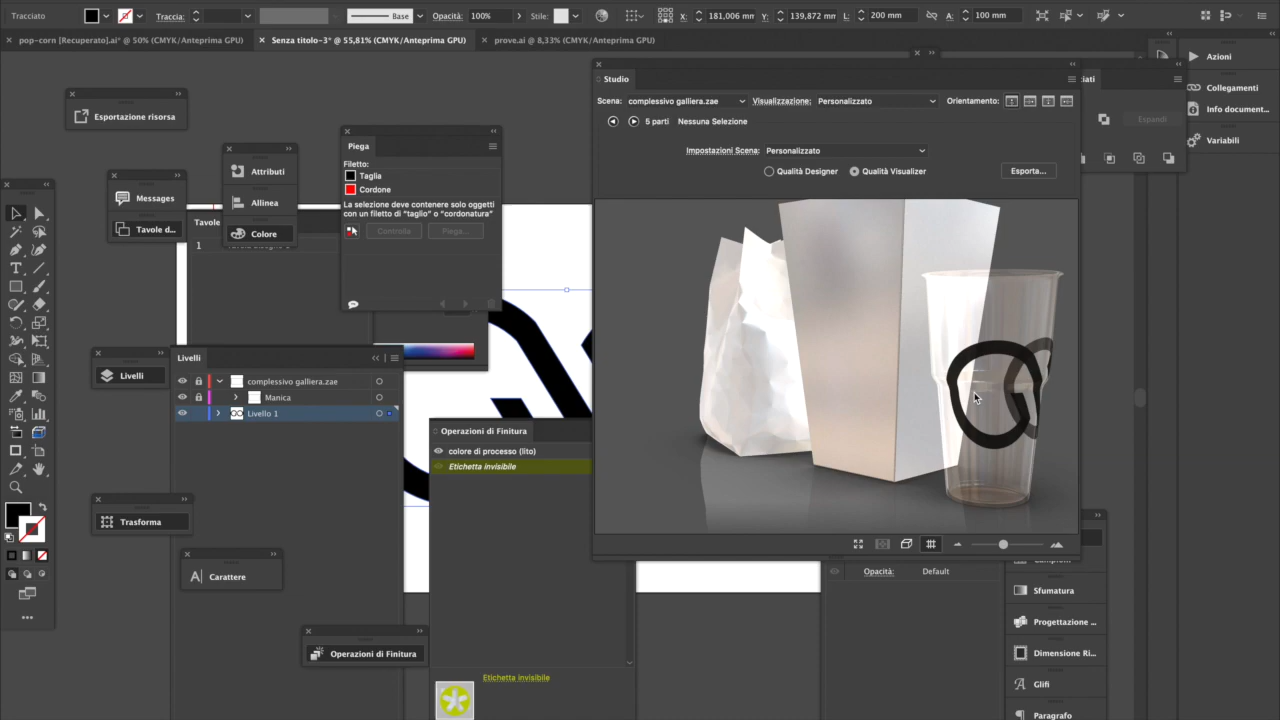 Tracciato
Traccia:
Base
Opacità:
100%
Stile:
X:
181,006 mm
Y:
139,872 mm
L:
200 mm
A:
100 mm
pop-corn [Recuperato].ai* @ 50% (CMYK/Anteprima GPU)
Senza titolo-3* @ 55,81% (CMYK/Anteprima GPU)
prove.ai @ 8,33% (CMYK/Anteprima GPU)
Esportazione risorsa
Messages
Tavole d...
Attributi
Allinea
Colore
Tavole
1
Piega
Filetto:
Taglia
Cordone
La selezione deve contenere solo oggetti
con un filetto di "taglio" o "cordonatura"
Controlla
Piega...
Studio
Scena:
complessivo galliera.zae
Visualizzazione:
Personalizzato
Orientamento:
5 parti
Nessuna Selezione
Impostazioni Scena:
Personalizzato
Qualità Designer
Qualità Visualizer
Esporta...
ciati
Espandi
Azioni
Collegamenti
Info document...
Variabili
Livelli
Livelli
complessivo galliera.zae
Manica
Livello 1
Operazioni di Finitura
colore di processo (lito)
Etichetta invisibile
Trasforma
Carattere
Operazioni di Finitura
Etichetta invisibile
Opacità:
Default
Sfumatura
Progettazione ...
Dimensione Ri...
Glifi
Paragrafo